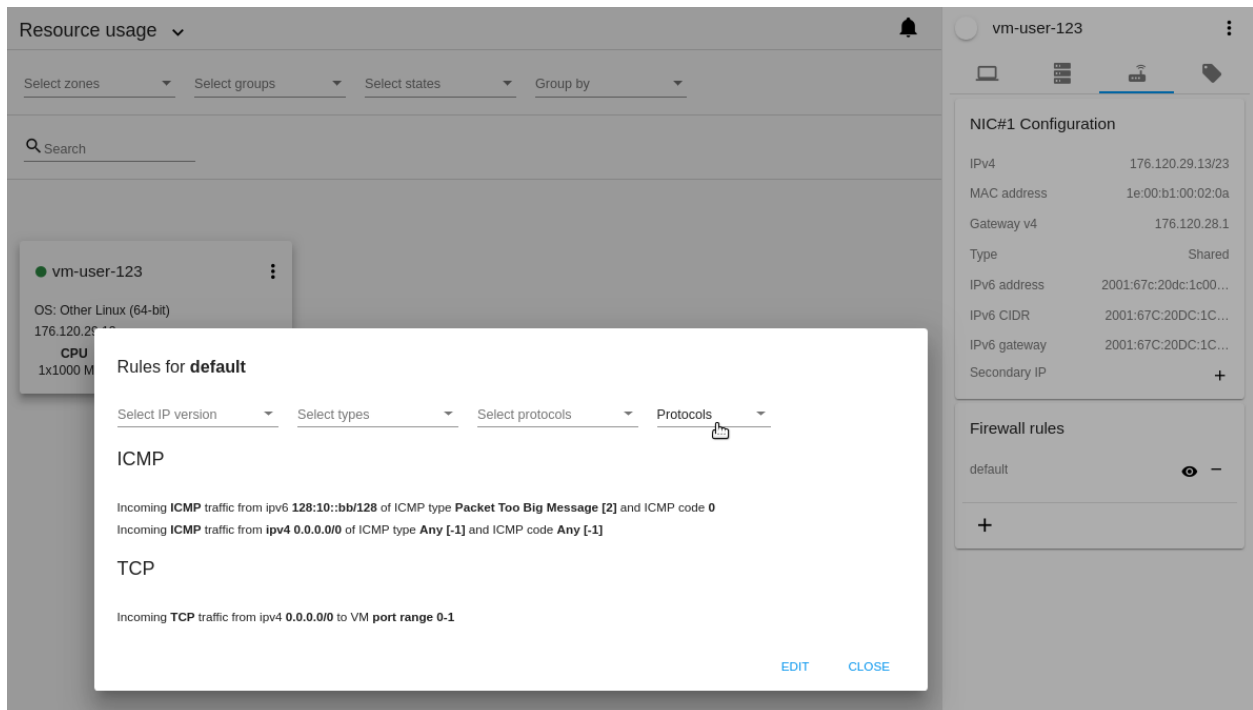 Resource usage
Select zones
Select groups
Select states
Group by
Search
vm-user-123
OS: Other Linux (64-bit)
CPU
Rules for default
Select IP version
Select types
Select protocols
Protocols
ICMP
Incoming ICMP traffic from ipv6 128:10::bb/128 of ICMP type Packet Too Big Message [2] and ICMP code 0
Incoming ICMP traffic from ipv4 0.0.0.0/0 of ICMP type Any [-1] and ICMP code Any [-1]
TCP
Incoming TCP traffic from ipv4 0.0.0.0/0 to VM port range 0-1
EDIT
CLOSE
vm-user-123
NIC#1 Configuration
IPv4 176.120.29.13/23
MAC address 1e:00:b1:00:02:0a
Gateway v4 176.120.28.1
Type Shared
IPv6 address 2001:67c:20dc:1c00...
IPv6 CIDR 2001:67C:20DC:1C...
IPv6 gateway 2001:67C:20DC:1C...
Secondary IP
Firewall rules
default